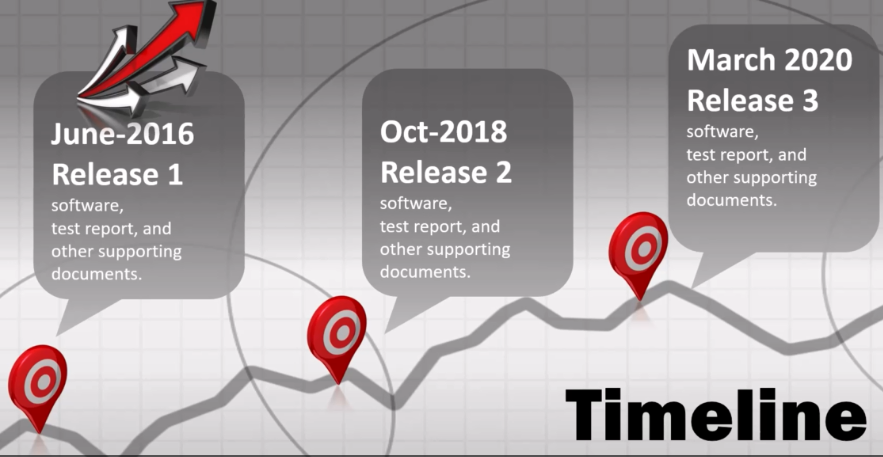 June-2016
Release 1
software,
test report, and
other supporting
documents.
Oct-2018
Release 2
software,
test report, and
other supporting
documents.
March 2020
Release 3
software,
test report, and
other supporting
documents.
Timeline